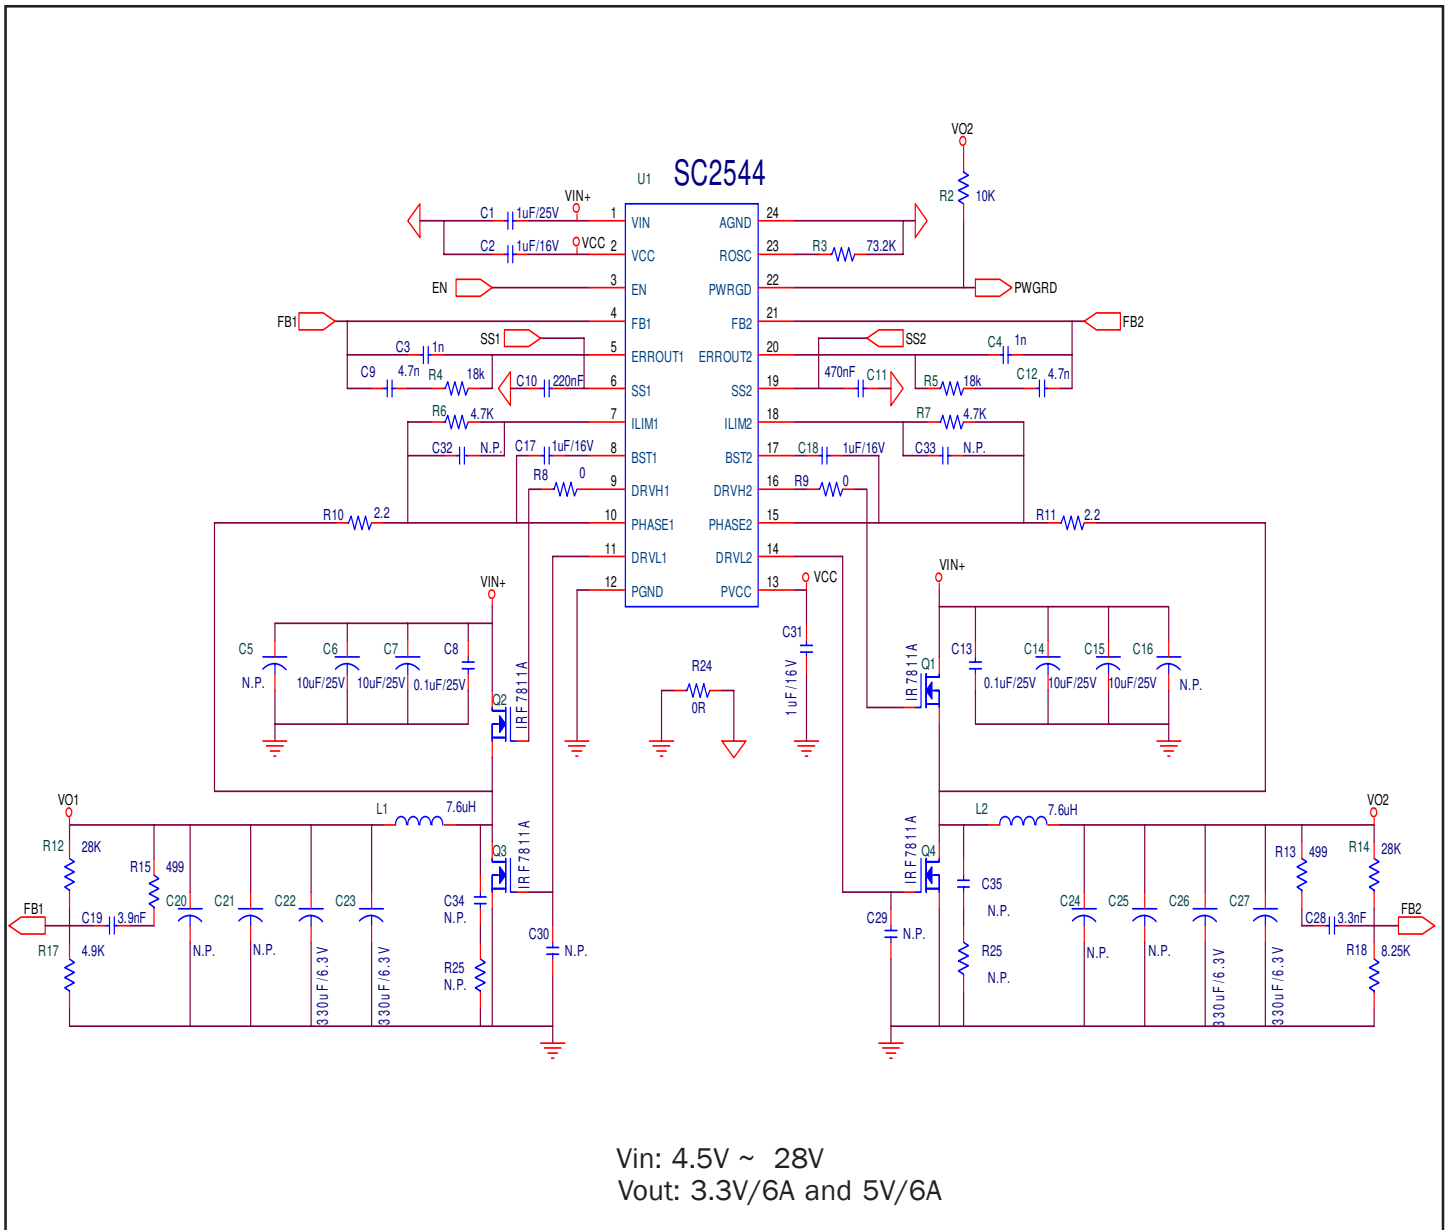 VO2
R2 10K
U1 SC2544
VIN+
C1 1uF/25V
1 VIN
AGND 24
C2 1uF/16V VCC
2 VCC
ROSC 23
R3 73.2K
EN
3 EN
PWRGD 22
PWGRD
FB1
4 FB1
FB2 21
FB2
SS1
SS2
C3 1n
5 ERROUT1
ERROUT2 20
C4 1n
C9 4.7n R4 18k
C10 220nF
6 SS1
SS2 19
470nF C11
R5 18k C12 4.7n
R6 4.7K
7 ILIM1
ILIM2 18
R7 4.7K
C32 N.P.
C17 1uF/16V
8 BST1
BST2 17
C18 1uF/16V
C33 N.P.
R8 0
9 DRVH1
DRVH2 16
R9 0
R10 2.2
10 PHASE1
PHASE2 15
R11 2.2
11 DRVL1
DRVL2 14
12 PGND
PVCC 13
VCC
VIN+
VIN+
C31
1uF/16V
C5 N.P.
C6 10uF/25V
C7 10uF/25V
C8 0.1uF/25V
Q2 IRF7811A
R24
0R
Q1 IR7811A
C13 0.1uF/25V
C14 10uF/25V
C15 10uF/25V
C16 N.P.
VO1
L1 7.6uH
L2 7.6uH
VO2
R12 28K
R15 499
Q3 IRF7811A
Q4 IRF7811A
R13 499
R14 28K
FB1
C19 3.9nF
C20 N.P.
C21 N.P.
C22 330uF/6.3V
C23 330uF/6.3V
C34 N.P.
C30 N.P.
C29 N.P.
C35 N.P.
C24 N.P.
C25 N.P.
C26 330uF/6.3V
C27 330uF/6.3V
C28 3.3nF
FB2
R17 4.9K
R25 N.P.
R25 N.P.
R18 8.25K
Vin: 4.5V ~ 28V
Vout: 3.3V/6A and 5V/6A